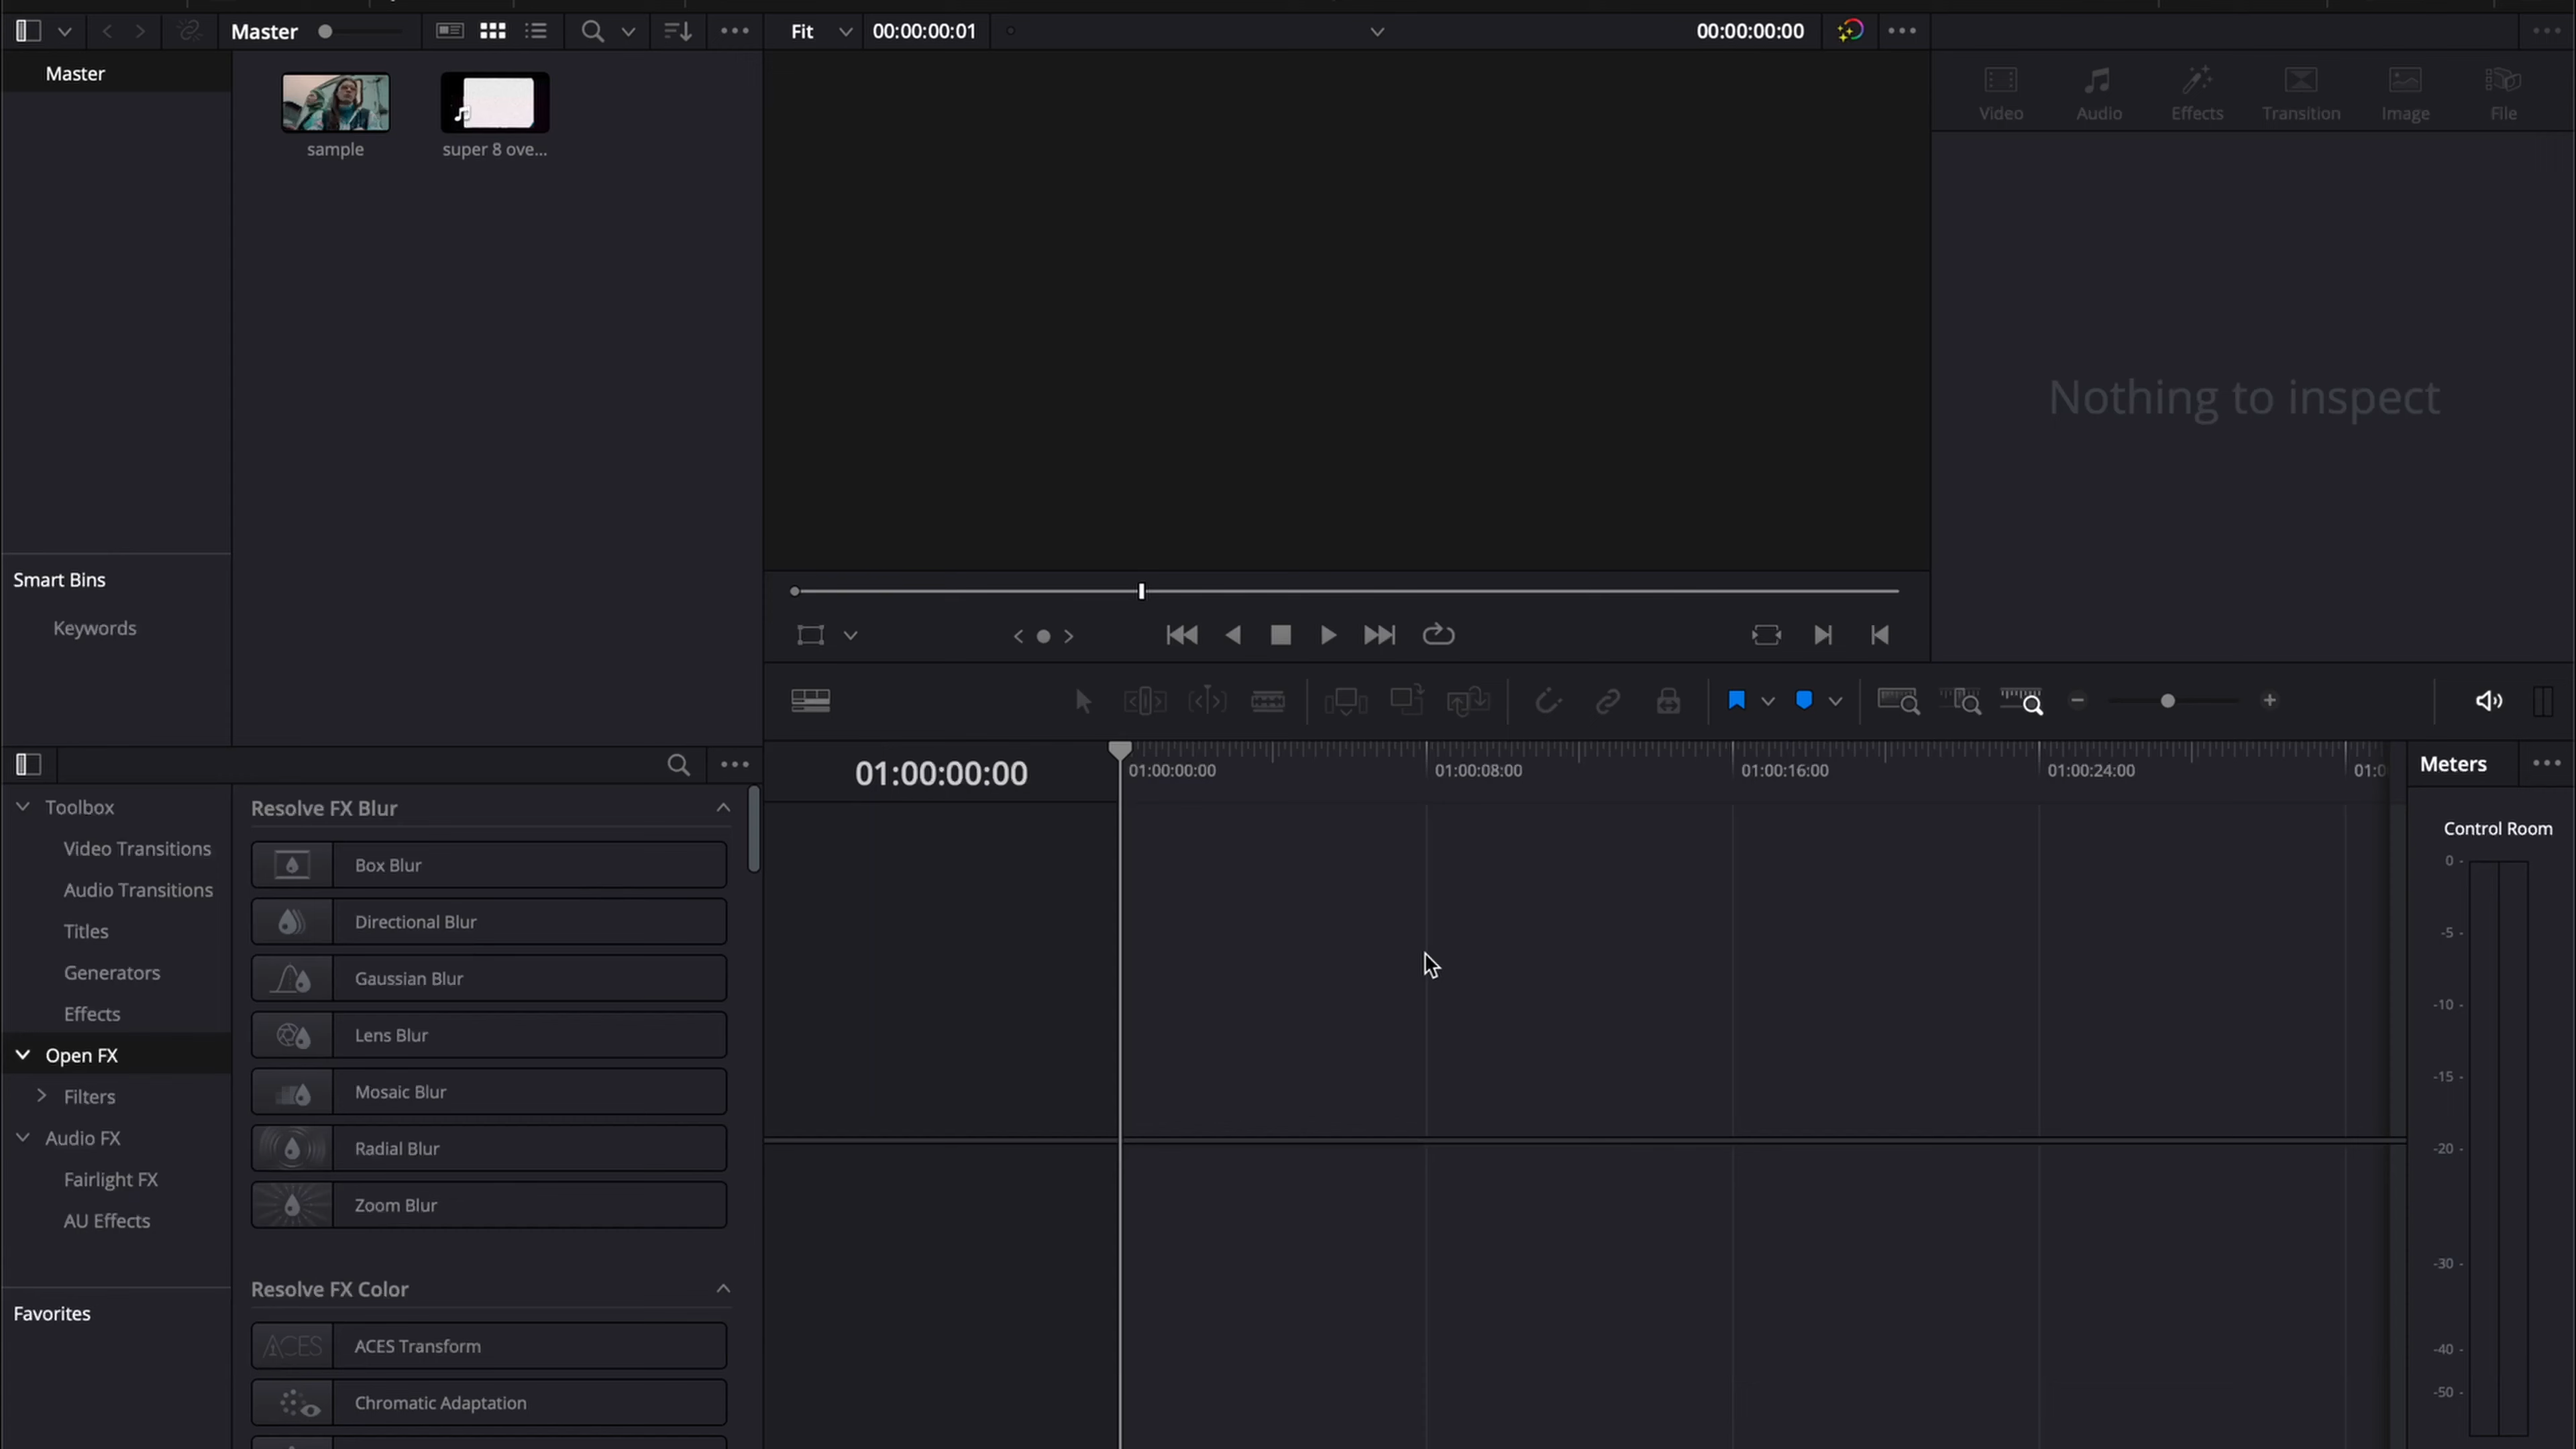 Master
Fit
00:00:00:01
00:00:00:00
Master
sample
super 8 ove...
Video
Audio
Effects
Transition
Image
File
Nothing to inspect
Smart Bins
Keywords
01:00:00:00
01:00:00:00
01:00:08:00
01:00:16:00
01:00:24:00
01:0
Meters
Toolbox
Video Transitions
Audio Transitions
Titles
Generators
Effects
Open FX
Filters
Audio FX
Fairlight FX
AU Effects
Favorites
Resolve FX Blur
Box Blur
Directional Blur
Gaussian Blur
Lens Blur
Mosaic Blur
Radial Blur
Zoom Blur
Resolve FX Color
ACES
ACES Transform
Chromatic Adaptation
Control Room
0 -
-5 -
-10 -
-15 -
-20 -
-30 -
-40 -
-50 -